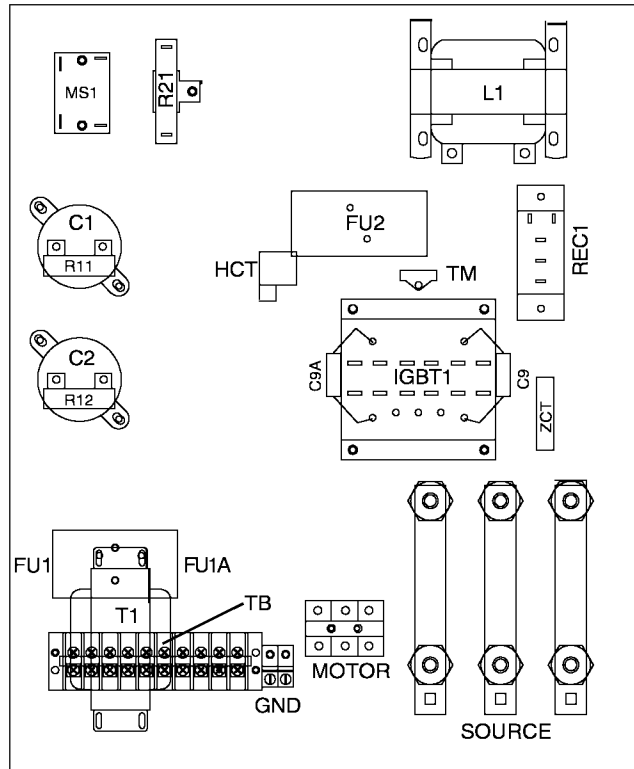 MS1
R21
L1
C1
R11
FU2
HCT
TM
REC1
C2
R12
C9A
IGBT1
C9
ZCT
FU1
FU1A
T1
TB
MOTOR
GND
SOURCE